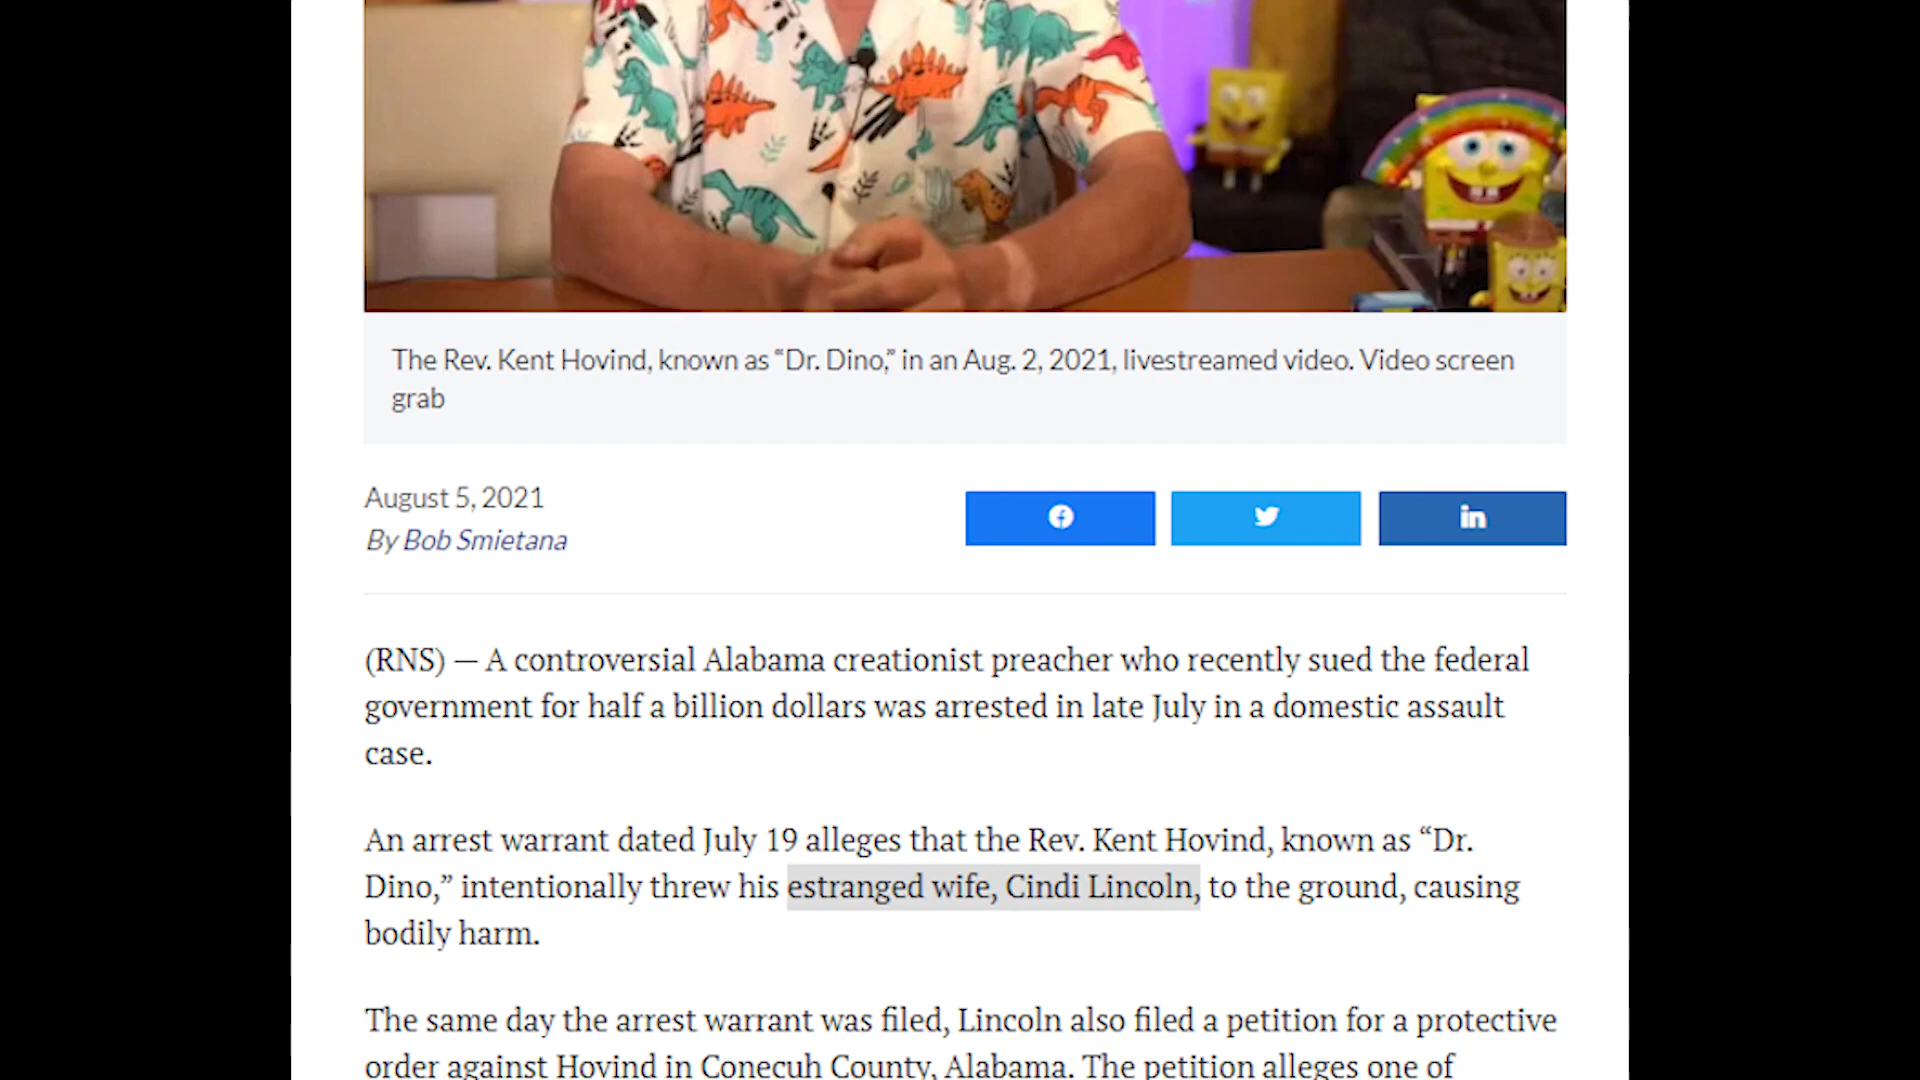 The Rev. Kent Hovind, known as “Dr. Dino,” in an Aug. 2, 2021, livestreamed video. Video screen
grab
August 5, 2021
By Bob Smietana
(RNS) — A controversial Alabama creationist preacher who recently sued the federal
government for half a billion dollars was arrested in late July in a domestic assault
case.
An arrest warrant dated July 19 alleges that the Rev. Kent Hovind, known as “Dr.
Dino,” intentionally threw his estranged wife, Cindi Lincoln, to the ground, causing
bodily harm.
The same day the arrest warrant was filed, Lincoln also filed a petition for a protective
order against Hovind in Conecuh County, Alabama. The petition alleges one of